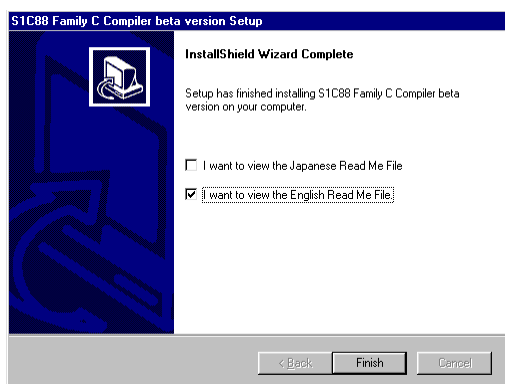 S1C88 Family C Compiler beta version Setup
InstallShield Wizard Complete
Setup has finished installing S1C88 Family C Compiler beta
version on your computer.
I want to view the Japanese Read Me File
I want to view the English Read Me File.
< Back
Finish
Cancel